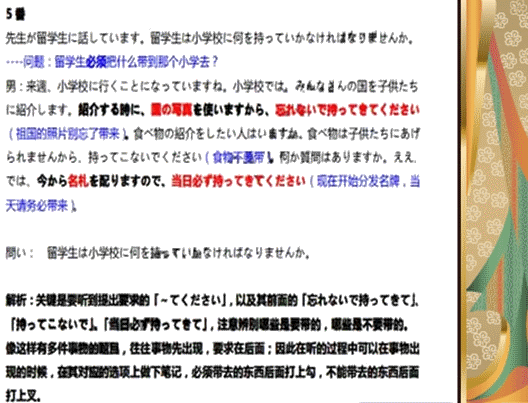 5番
先生が留学生に話しています。留学生は小学校に何を持っていかなければなりませんか。
----问题：留学生必须把什么带到那个小学去？
男：来週、小学校に行くことになっていますね。小学校では。みなさんの国を子供たち
に紹介します。紹介する時に、国の写真を使いますから、忘れないで持ってきてください
（祖国的照片别忘了带来）。食べ物の紹介をしたい人はいますか。食べ物は子供たちにあげ
られませんから、持ってこないでください（食物不要带）。何か質問はありますか。ええ、
では、今から名札を配りますので、当日必ず持ってきてください（现在开始分发名牌，当
天请务必带来）。
問い： 留学生は小学校に何を持っていかなければなりませんか。
解析：关键是要听到提出要求的「～てください」，以及其前面的「忘れないで持ってきて」、
「持ってこないで」、「当日必ず持ってきて」，注意辨别哪些是要带的，哪些是不要带的。
像这样有多件事物的题目，往往事物先出现，要求在后面；因此在听的过程中可以在事物出
现的时候，在其对应的选项上做下笔记，必须带去的东西后面打上勾，不能带去的东西后面
打上叉。